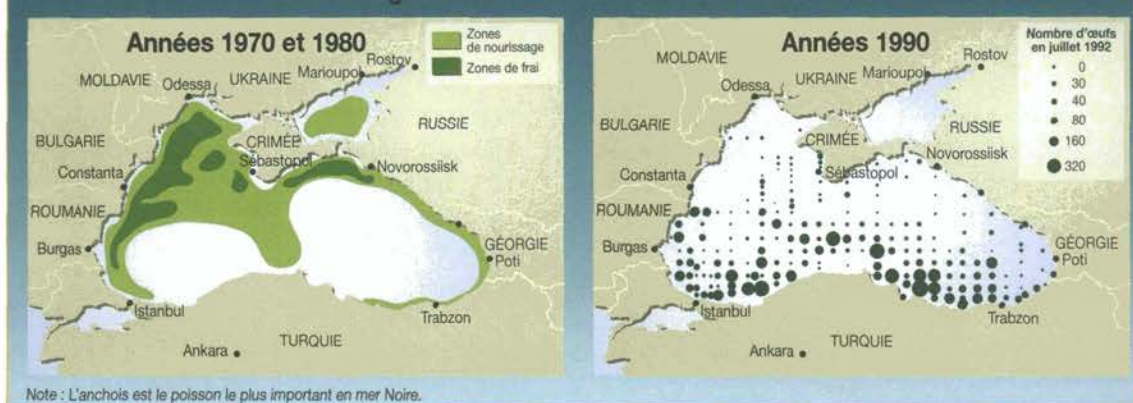 Années 1970 et 1980
Zones
de nourissage
Zones de frai
MOLDAVIE
UKRAINE
Marioupol
Rostov
Odessa
BULGARIE
CRIMÉE
RUSSIE
Sébastopol
Novorossiisk
Constanta
ROUMANIE
Burgas
GÉORGIE
Poti
Istanbul
Trabzon
TURQUIE
Ankara
Années 1990
Nombre d'œufs
en juillet 1992
0
30
40
80
160
320
MOLDAVIE
UKRAINE
Marioupol
Rostov
Odessa
BULGARIE
CRIMÉE
RUSSIE
Sébastopol
Novorossiisk
Constanta
ROUMANIE
Burgas
GÉORGIE
Poti
Istanbul
Trabzon
TURQUIE
Ankara
Note : L'anchois est le poisson le plus important en mer Noire.